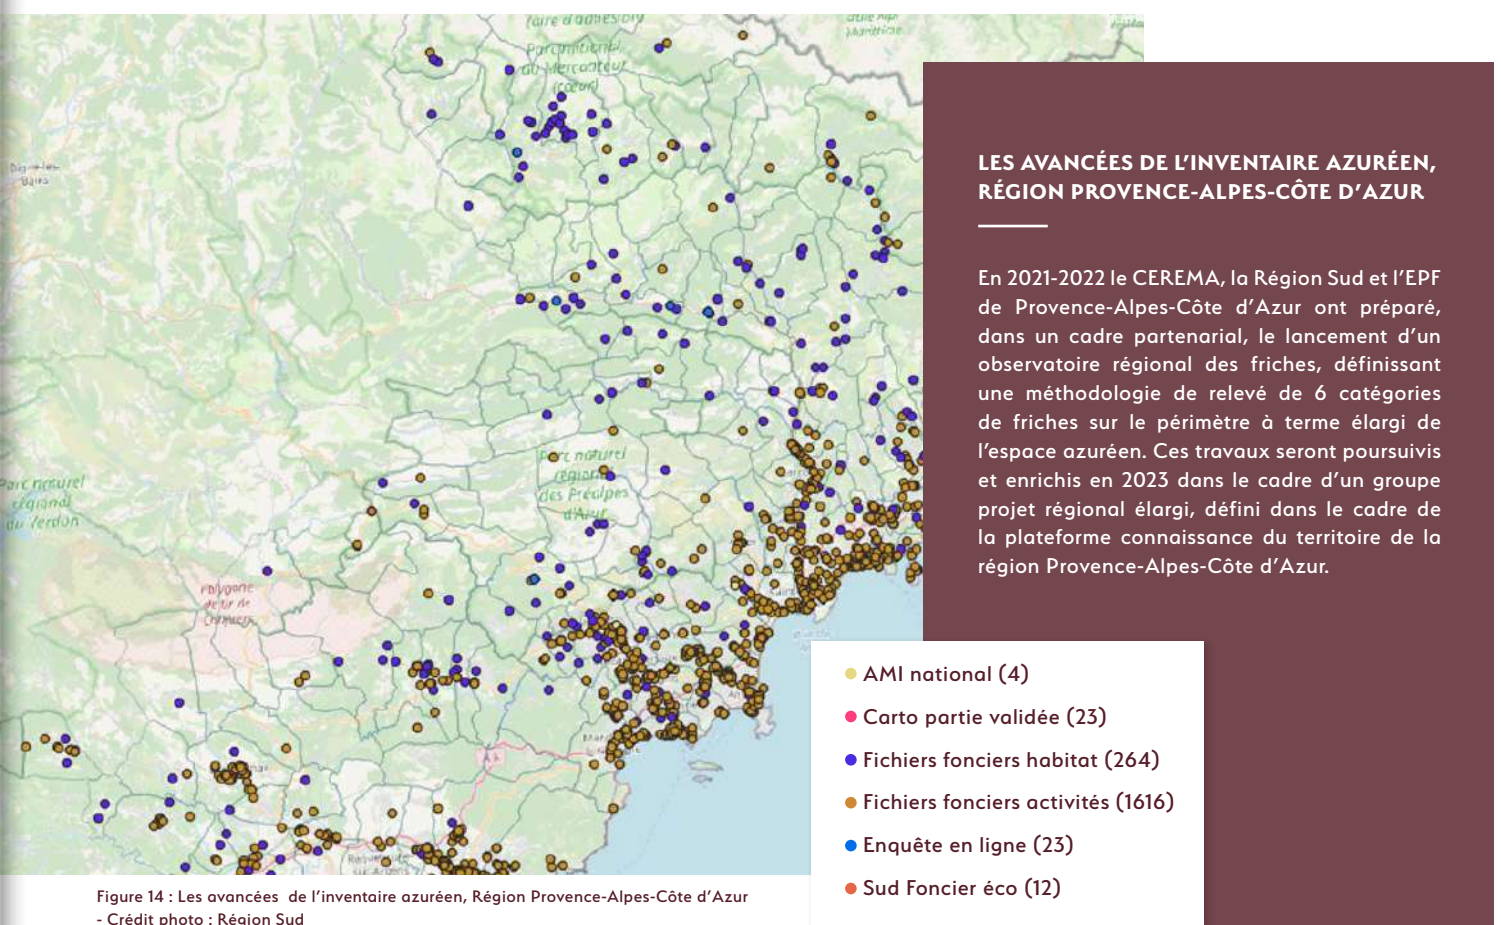 Parc national
du Mercantour
(cœur)
Parc naturel
régional
du Verdon
Parc naturel
régional
des Préalpes
d'Azur
LES AVANCÉES DE L'INVENTAIRE AZURÉEN,
RÉGION PROVENCE-ALPES-CÔTE D'AZUR
En 2021-2022 le CEREMA, la Région Sud et l'EPF
de Provence-Alpes-Côte d'Azur ont préparé,
dans un cadre partenarial, le lancement d'un
observatoire régional des friches, définissant
une méthodologie de relevé de 6 catégories
de friches sur le périmètre à terme élargi de
l'espace azuréen. Ces travaux seront poursuivis
et enrichis en 2023 dans le cadre d'un groupe
projet régional élargi, défini dans le cadre de
la plateforme connaissance du territoire de la
région Provence-Alpes-Côte d'Azur.
AMI national (4)
Carto partie validée (23)
Fichiers fonciers habitat (264)
Fichiers fonciers activités (1616)
Enquête en ligne (23)
Sud Foncier éco (12)
Figure 14 : Les avancées de l'inventaire azuréen, Région Provence-Alpes-Côte d'Azur
- Crédit photo : Région Sud